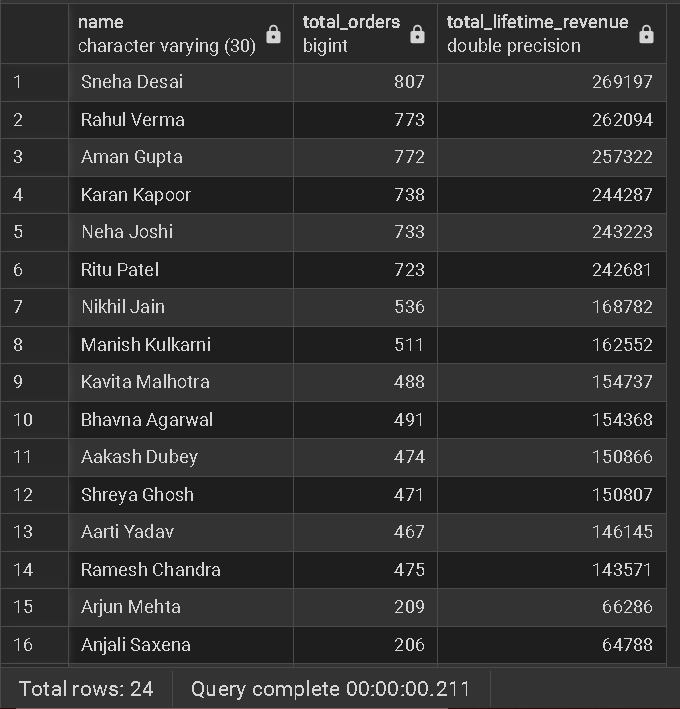 name total_orders total_lifetime_revenue
character varying (30) bigint double precision
1 Sneha Desai 807 269197
2 Rahul Verma 773 262094
3 Aman Gupta 772 257322
4 Karan Kapoor 738 244287
5 Neha Joshi 733 243223
6 Ritu Patel 723 242681
7 Nikhil Jain 536 168782
8 Manish Kulkarni 511 162552
9 Kavita Malhotra 488 154737
10 Bhavna Agarwal 491 154368
11 Aakash Dubey 474 150866
12 Shreya Ghosh 471 150807
13 Aarti Yadav 467 146145
14 Ramesh Chandra 475 143571
15 Arjun Mehta 209 66286
16 Anjali Saxena 206 64788
Total rows: 24 Query complete 00:00:00.211